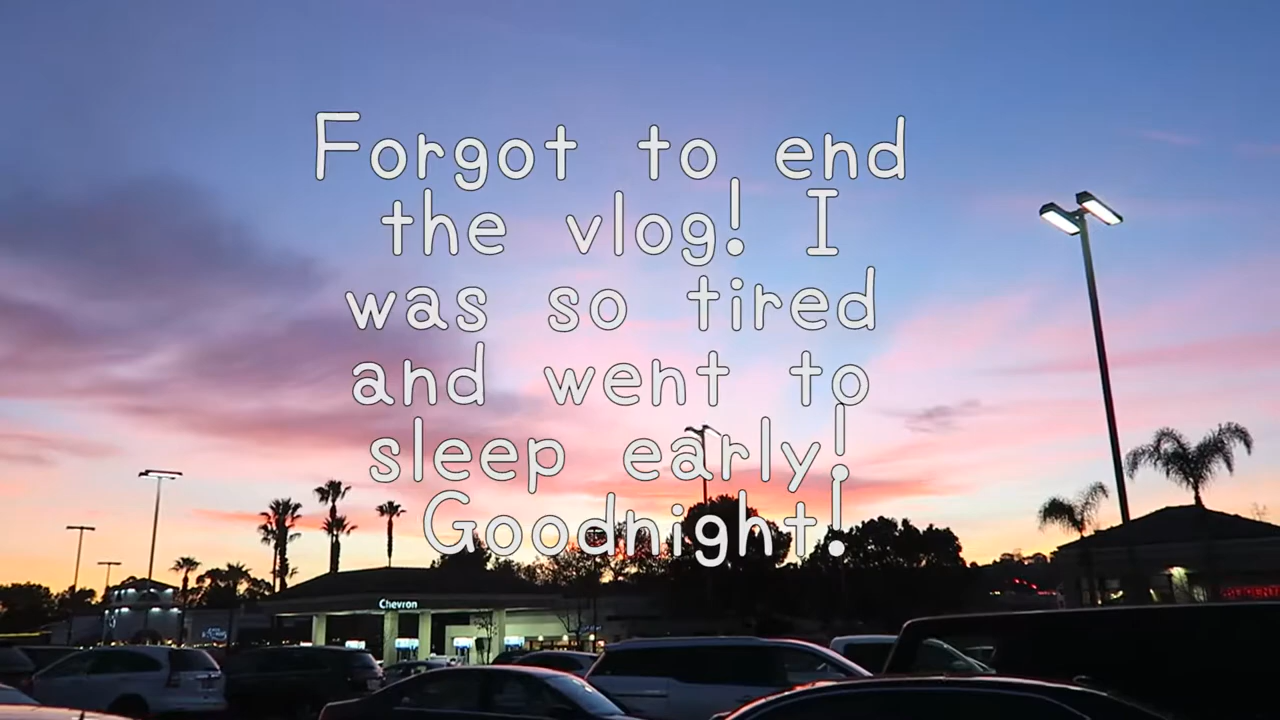 Forgot to end
the vlog! I
was so tired
and went to
sleep early!
Goodnight!
Chevron